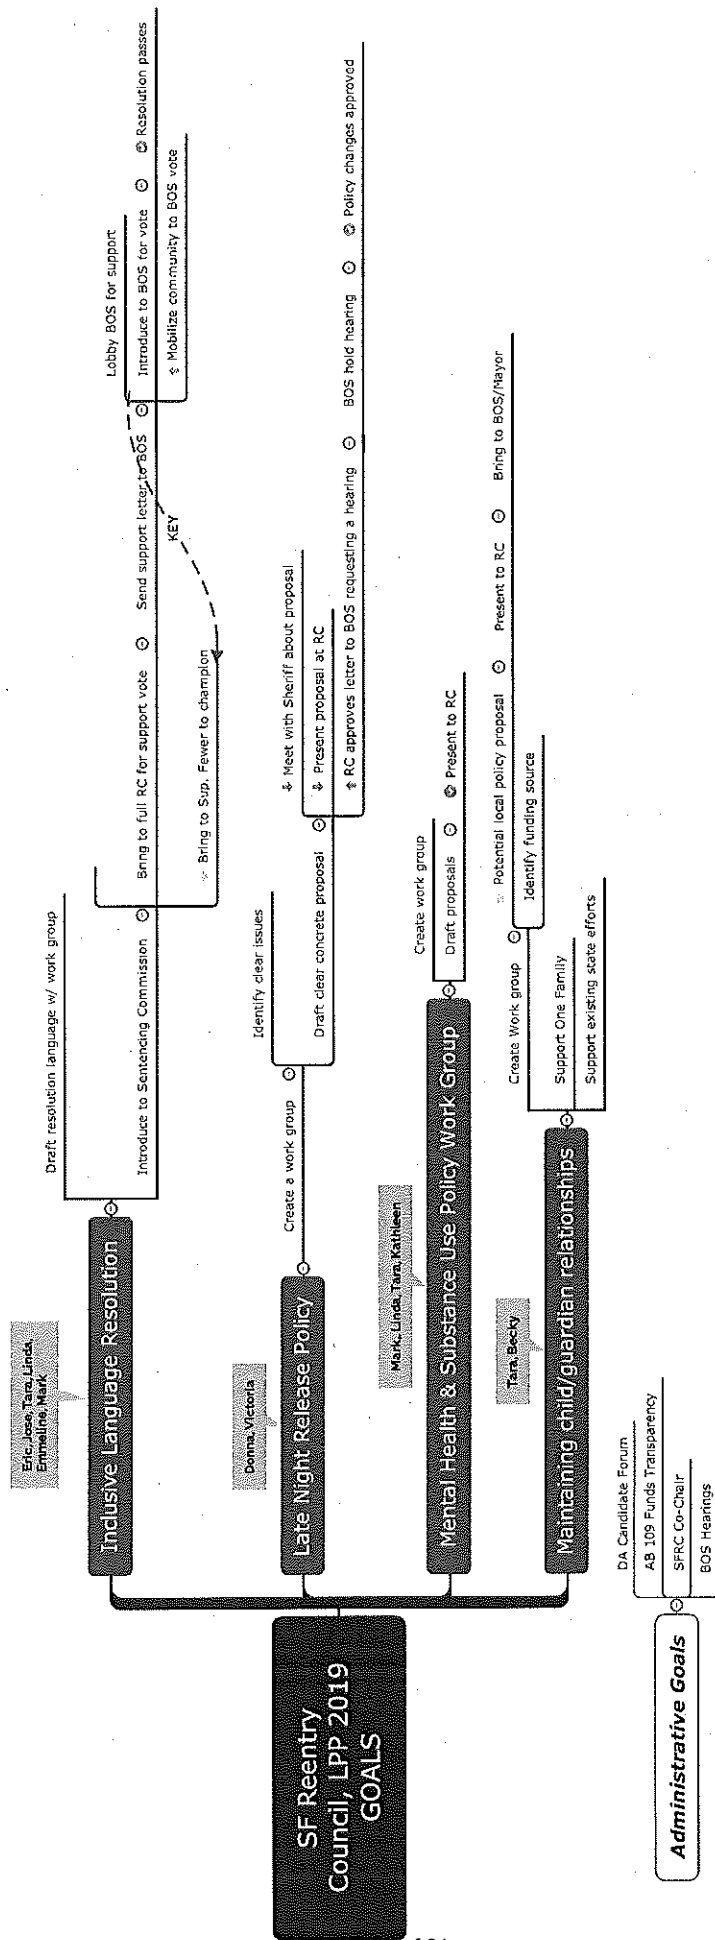 SF Reentry
Council, LPP 2019
GOALS
Eric, Jose, Tara, Linda,
Emmeline, Mark
Inclusive Language Resolution
Draft resolution language w/ work group
Introduce to Sentencing Commission
Bring to full RC for support vote
Send support letter to BOS
Lobby BOS for support
Introduce to BOS for vote
Resolution passes
Mobilize community to BOS vote
KEY
Bring to Sup. Fewer to champion
Donna, Victoria
Late Night Release Policy
Create a work group
Identify clear issues
Draft clear concrete proposal
Meet with Sheriff about proposal
Present proposal at RC
RC approves letter to BOS requesting a hearing
BOS hold hearing
Policy changes approved
Mark, Linda, Tara, Kathleen
Mental Health & Substance Use Policy Work Group
Create work group
Draft proposals
Present to RC
Tara, Becky
Maintaining child/guardian relationships
Create Work group
Potential local policy proposal
Present to RC
Bring to BOS/Mayor
Identify funding source
Support One Family
Support existing state efforts
Administrative Goals
DA Candidate Forum
AB 109 Funds Transparency
SFRC Co-Chair
BOS Hearings